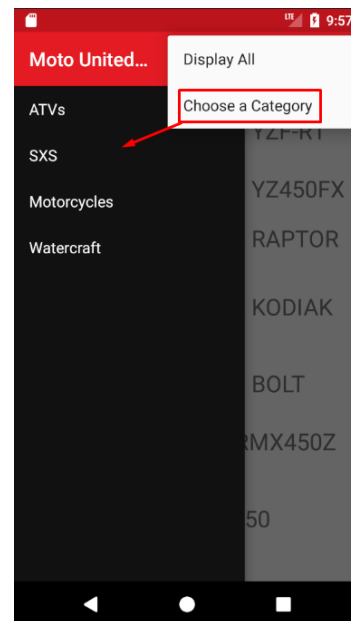 LTE 9:57
Moto United...
Display All
Choose a Category
ATVs
SXS
Motorcycles
Watercraft
YZF-R1
YZ450FX
RAPTOR
KODIAK
BOLT
RMX450Z
50